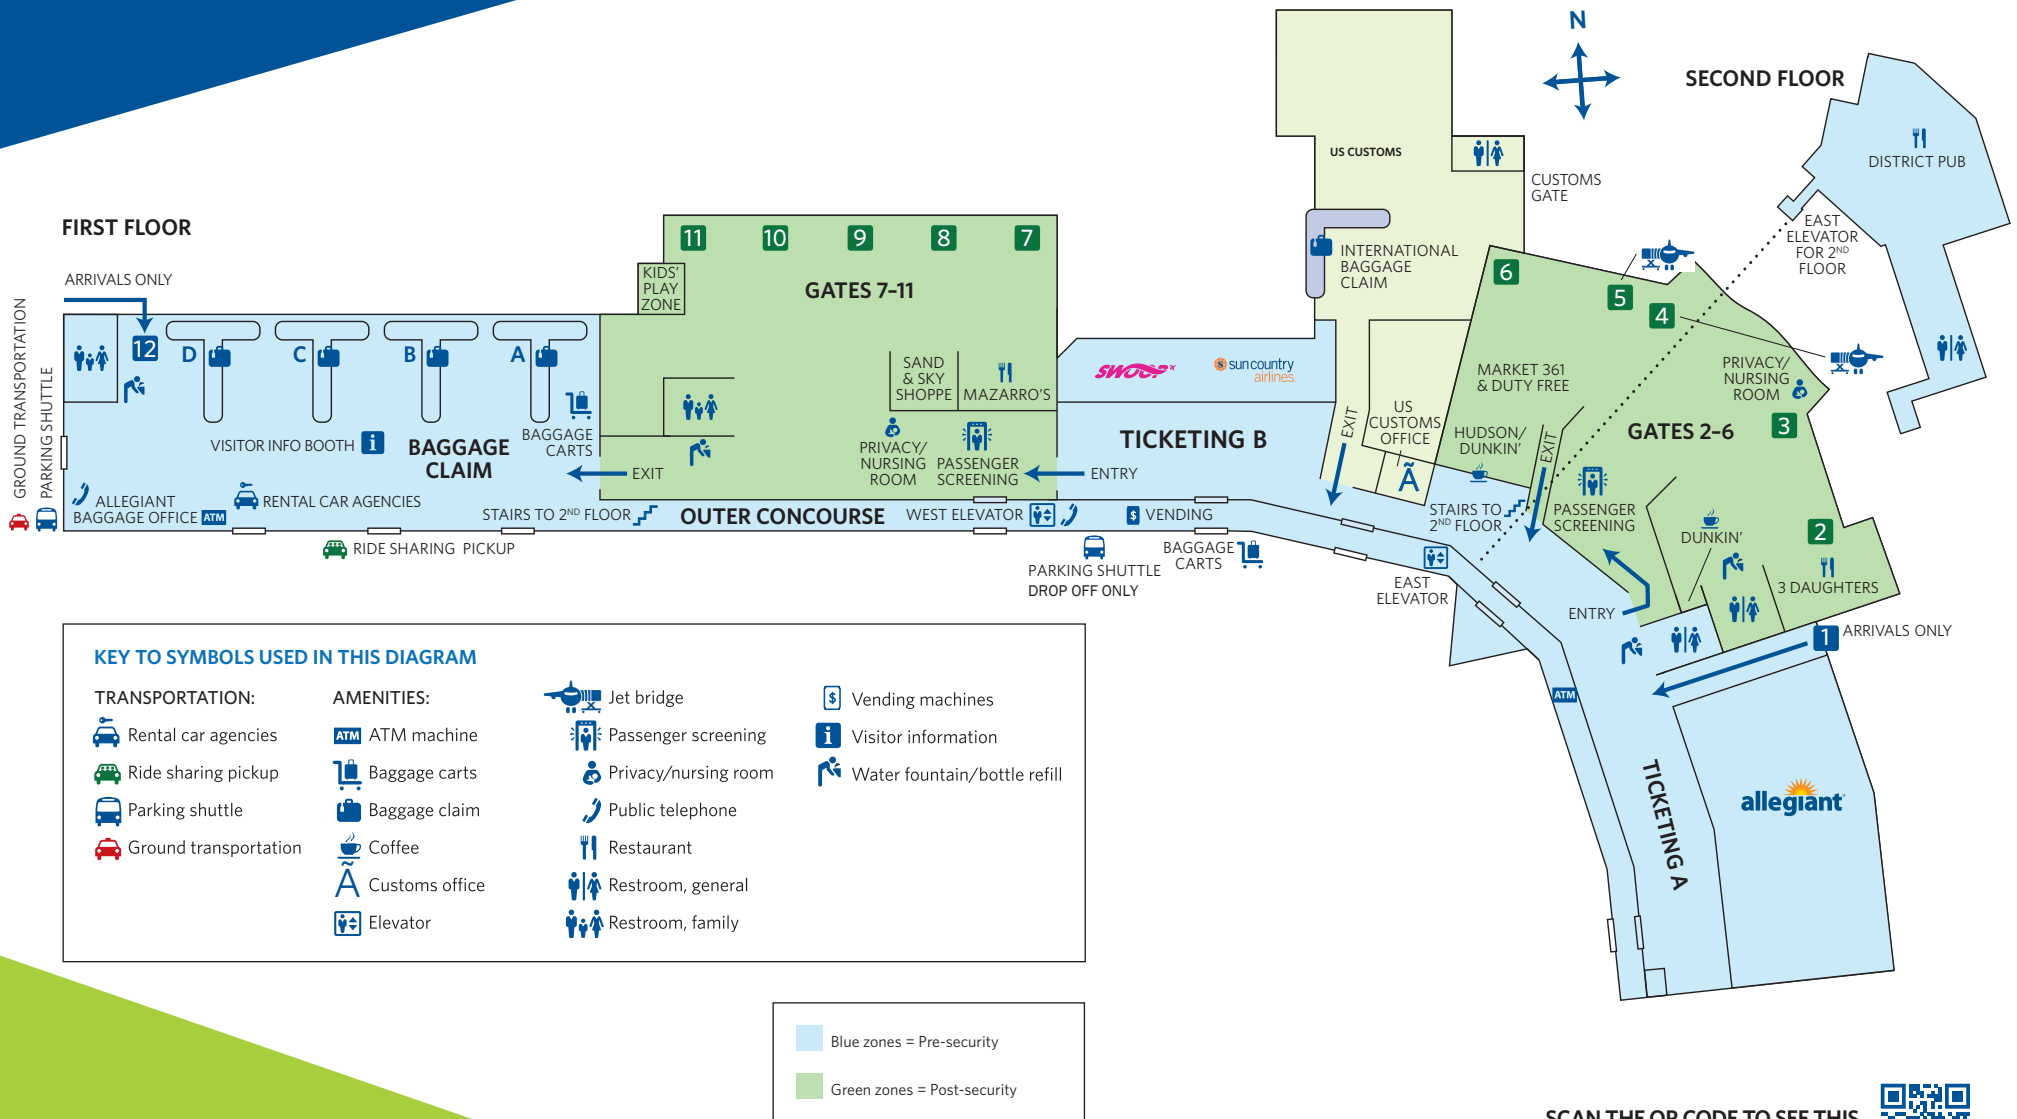 N
SECOND FLOOR
DISTRICT PUB
EAST
ELEVATOR
FOR 2ND
FLOOR
US CUSTOMS
CUSTOMS
GATE
INTERNATIONAL
BAGGAGE
CLAIM
FIRST FLOOR
ARRIVALS ONLY
GROUND TRANSPORTATION
PARKING SHUTTLE
12
D
C
B
A
VISITOR INFO BOOTH
i
BAGGAGE
CLAIM
BAGGAGE
CARTS
ALLEGIANT
BAGGAGE OFFICE
ATM
RENTAL CAR AGENCIES
RIDE SHARING PICKUP
11
10
9
8
7
KIDS'
PLAY
ZONE
GATES 7–11
SAND
& SKY
SHOPPE
MAZARRO'S
PRIVACY/
NURSING
ROOM
PASSENGER
SCREENING
EXIT
ENTRY
STAIRS TO 2ND FLOOR
OUTER CONCOURSE
WEST ELEVATOR
$
VENDING
PARKING SHUTTLE
DROP OFF ONLY
BAGGAGE
CARTS
swoop
sun country
airlines
TICKETING B
EXIT
US
CUSTOMS
OFFICE
Ã
6
5
4
MARKET 361
& DUTY FREE
PRIVACY/
NURSING
ROOM
3
GATES 2–6
HUDSON/
DUNKIN'
EXIT
STAIRS TO
2ND FLOOR
PASSENGER
SCREENING
DUNKIN'
2
3 DAUGHTERS
EAST
ELEVATOR
ENTRY
1
ARRIVALS ONLY
ATM
TICKETING A
allegiant
KEY TO SYMBOLS USED IN THIS DIAGRAM
TRANSPORTATION:
Rental car agencies
Ride sharing pickup
Parking shuttle
Ground transportation
AMENITIES:
ATM
ATM machine
Baggage carts
Baggage claim
Coffee
Ã
Customs office
Elevator
Jet bridge
Passenger screening
Privacy/nursing room
Public telephone
Restaurant
Restroom, general
Restroom, family
$
Vending machines
i
Visitor information
Water fountain/bottle refill
Blue zones = Pre-security
Green zones = Post-security
SCAN THE QR CODE TO SEE THIS